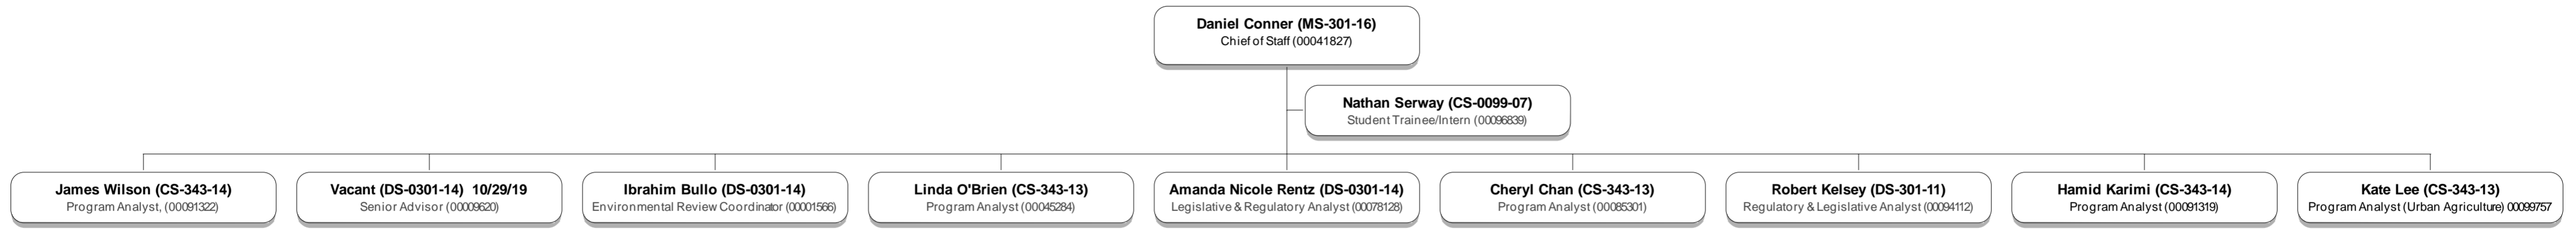 Daniel Conner (MS-301-16)
Chief of Staff (00041827)
Nathan Serway (CS-0099-07)
Student Trainee/Intern (00096839)
James Wilson (CS-343-14)
Program Analyst, (00091322)
Vacant (DS-0301-14)  10/29/19
Senior Advisor (00009620)
Ibrahim Bullo (DS-0301-14)
Environmental Review Coordinator (00001566)
Linda O'Brien (CS-343-13)
Program Analyst (00045284)
Amanda Nicole Rentz (DS-0301-14)
Legislative & Regulatory Analyst (00078128)
Cheryl Chan (CS-343-13)
Program Analyst (00085301)
Robert Kelsey (DS-301-11)
Regulatory & Legislative Analyst (00094112)
Hamid Karimi (CS-343-14)
Program Analyst (00091319)
Kate Lee (CS-343-13)
Program Analyst (Urban Agriculture) 00099757